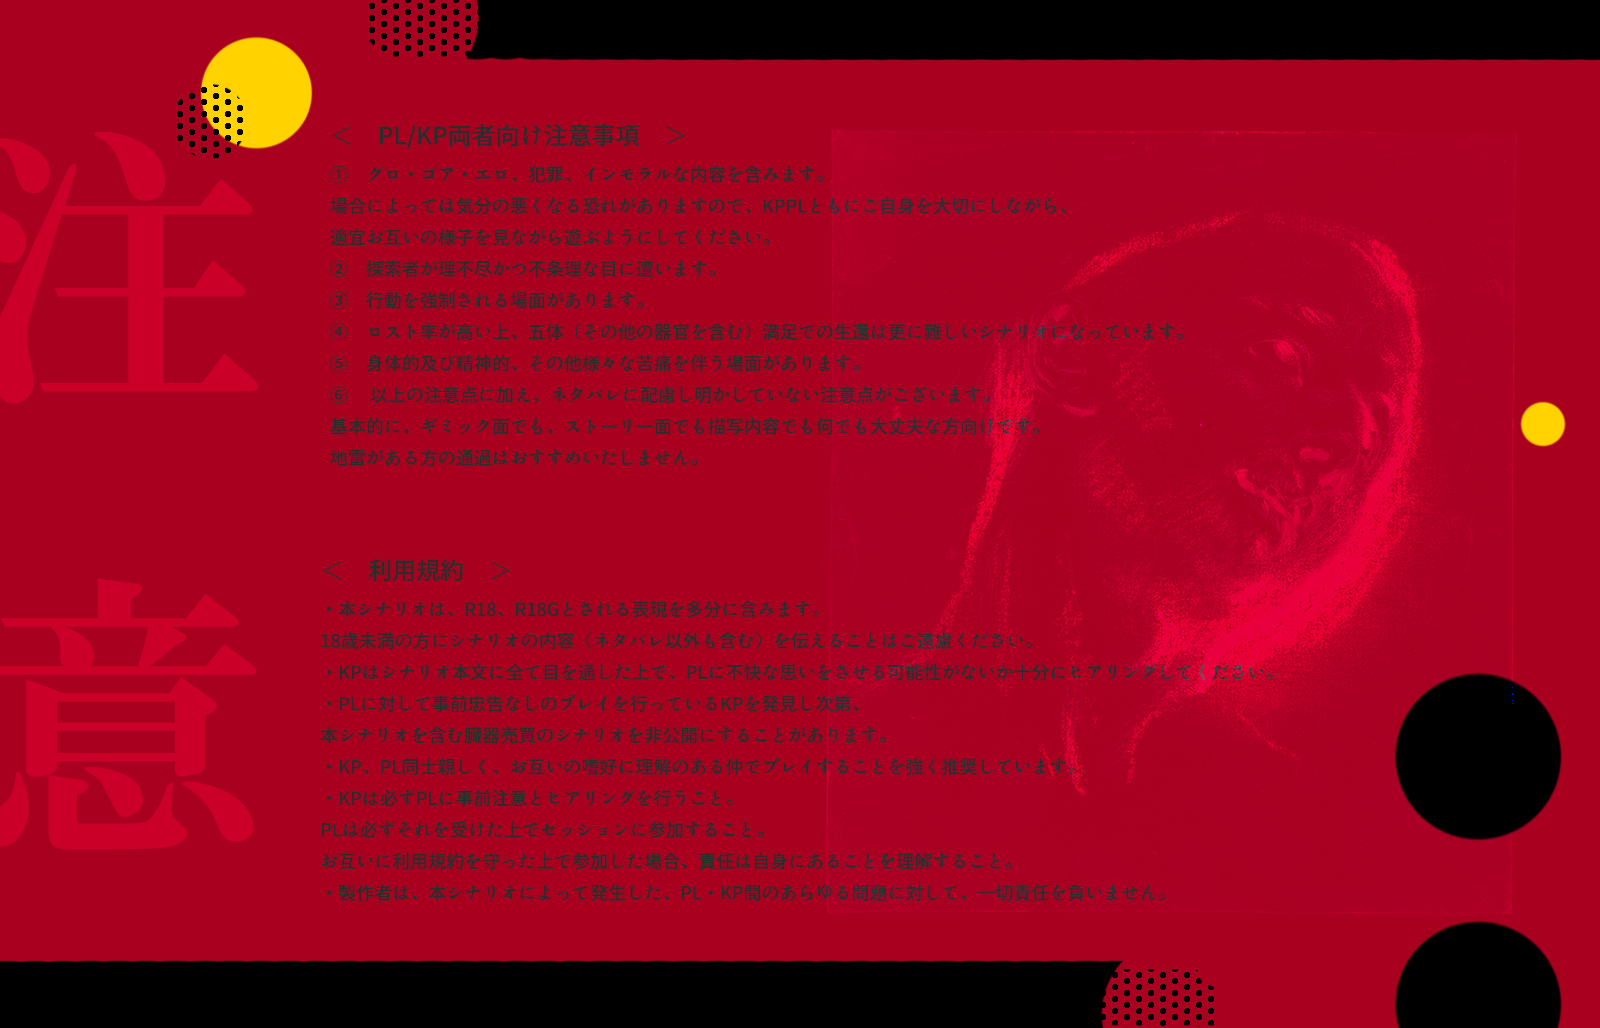 注意
＜　PL/KP両者向け注意事項　＞
①　グロ・ゴア・エロ、犯罪、インモラルな内容を含みます。
場合によっては気分の悪くなる恐れがありますので、KPPLともにご自身を大切にしながら、
適宜お互いの様子を見ながら遊ぶようにしてください。
②　探索者が理不尽かつ不条理な目に遭います。
③　行動を強制される場面があります。
④　ロスト率が高い上、五体（その他の器官を含む）満足での生還は更に難しいシナリオになっています。
⑤　身体的及び精神的、その他様々な苦痛を伴う場面があります。
⑥　以上の注意点に加え、ネタバレに配慮し明かしていない注意点がございます。
基本的に、ギミック面でも、ストーリー面でも描写内容でも何でも大丈夫な方向けです。
地雷がある方の通過はおすすめいたしません。
＜　利用規約　＞
・本シナリオは、R18、R18Gとされる表現を多分に含みます。
18歳未満の方にシナリオの内容（ネタバレ以外も含む）を伝えることはご遠慮ください。
・KPはシナリオ本文に全て目を通した上で、PLに不快な思いをさせる可能性がないか十分にヒアリングしてください。
・PLに対して事前忠告なしのプレイを行っているKPを発見し次第、
本シナリオを含む臓器売買のシナリオを非公開にすることがあります。
・KP、PL同士親しく、お互いの嗜好に理解のある仲でプレイすることを強く推奨しています。
・KPは必ずPLに事前注意とヒアリングを行うこと。
PLは必ずそれを受けた上でセッションに参加すること。
お互いに利用規約を守った上で参加した場合、責任は自身にあることを理解すること。
・製作者は、本シナリオによって発生した、PL・KP間のあらゆる問題に対して、一切責任を負いません。